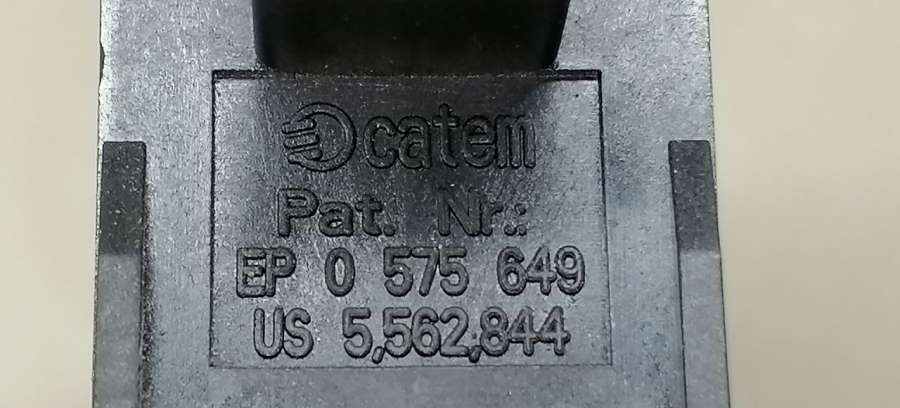 catem
Pat. Nr.:
EP 0 575 649
US 5,562,844